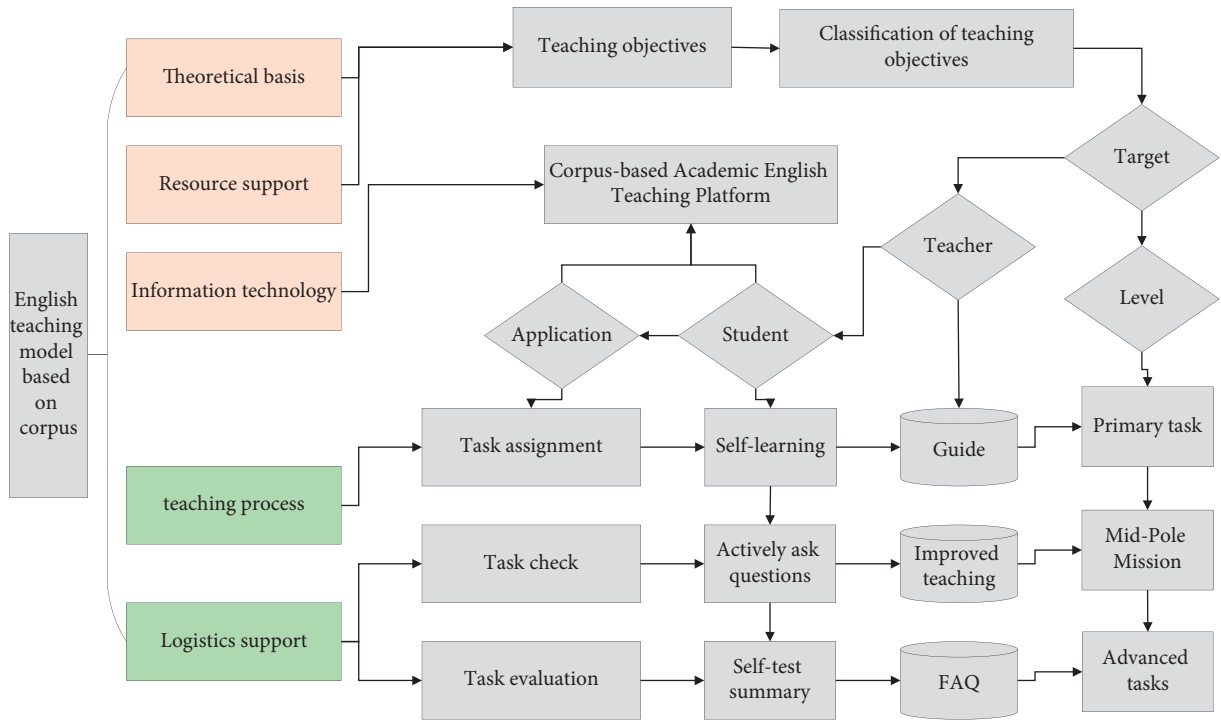 Theoretical basis
Teaching objectives
Classification of teaching
objectives
Resource support
Corpus-based Academic English
Teaching Platform
Target
Information technology
Teacher
English
teaching
model
based
on
corpus
Application
Student
Level
teaching process
Task assignment
Self-learning
Guide
Primary task
Task check
Actively ask
questions
Improved
teaching
Mid-Pole
Mission
Logistics support
Task evaluation
Self-test
summary
FAQ
Advanced
tasks